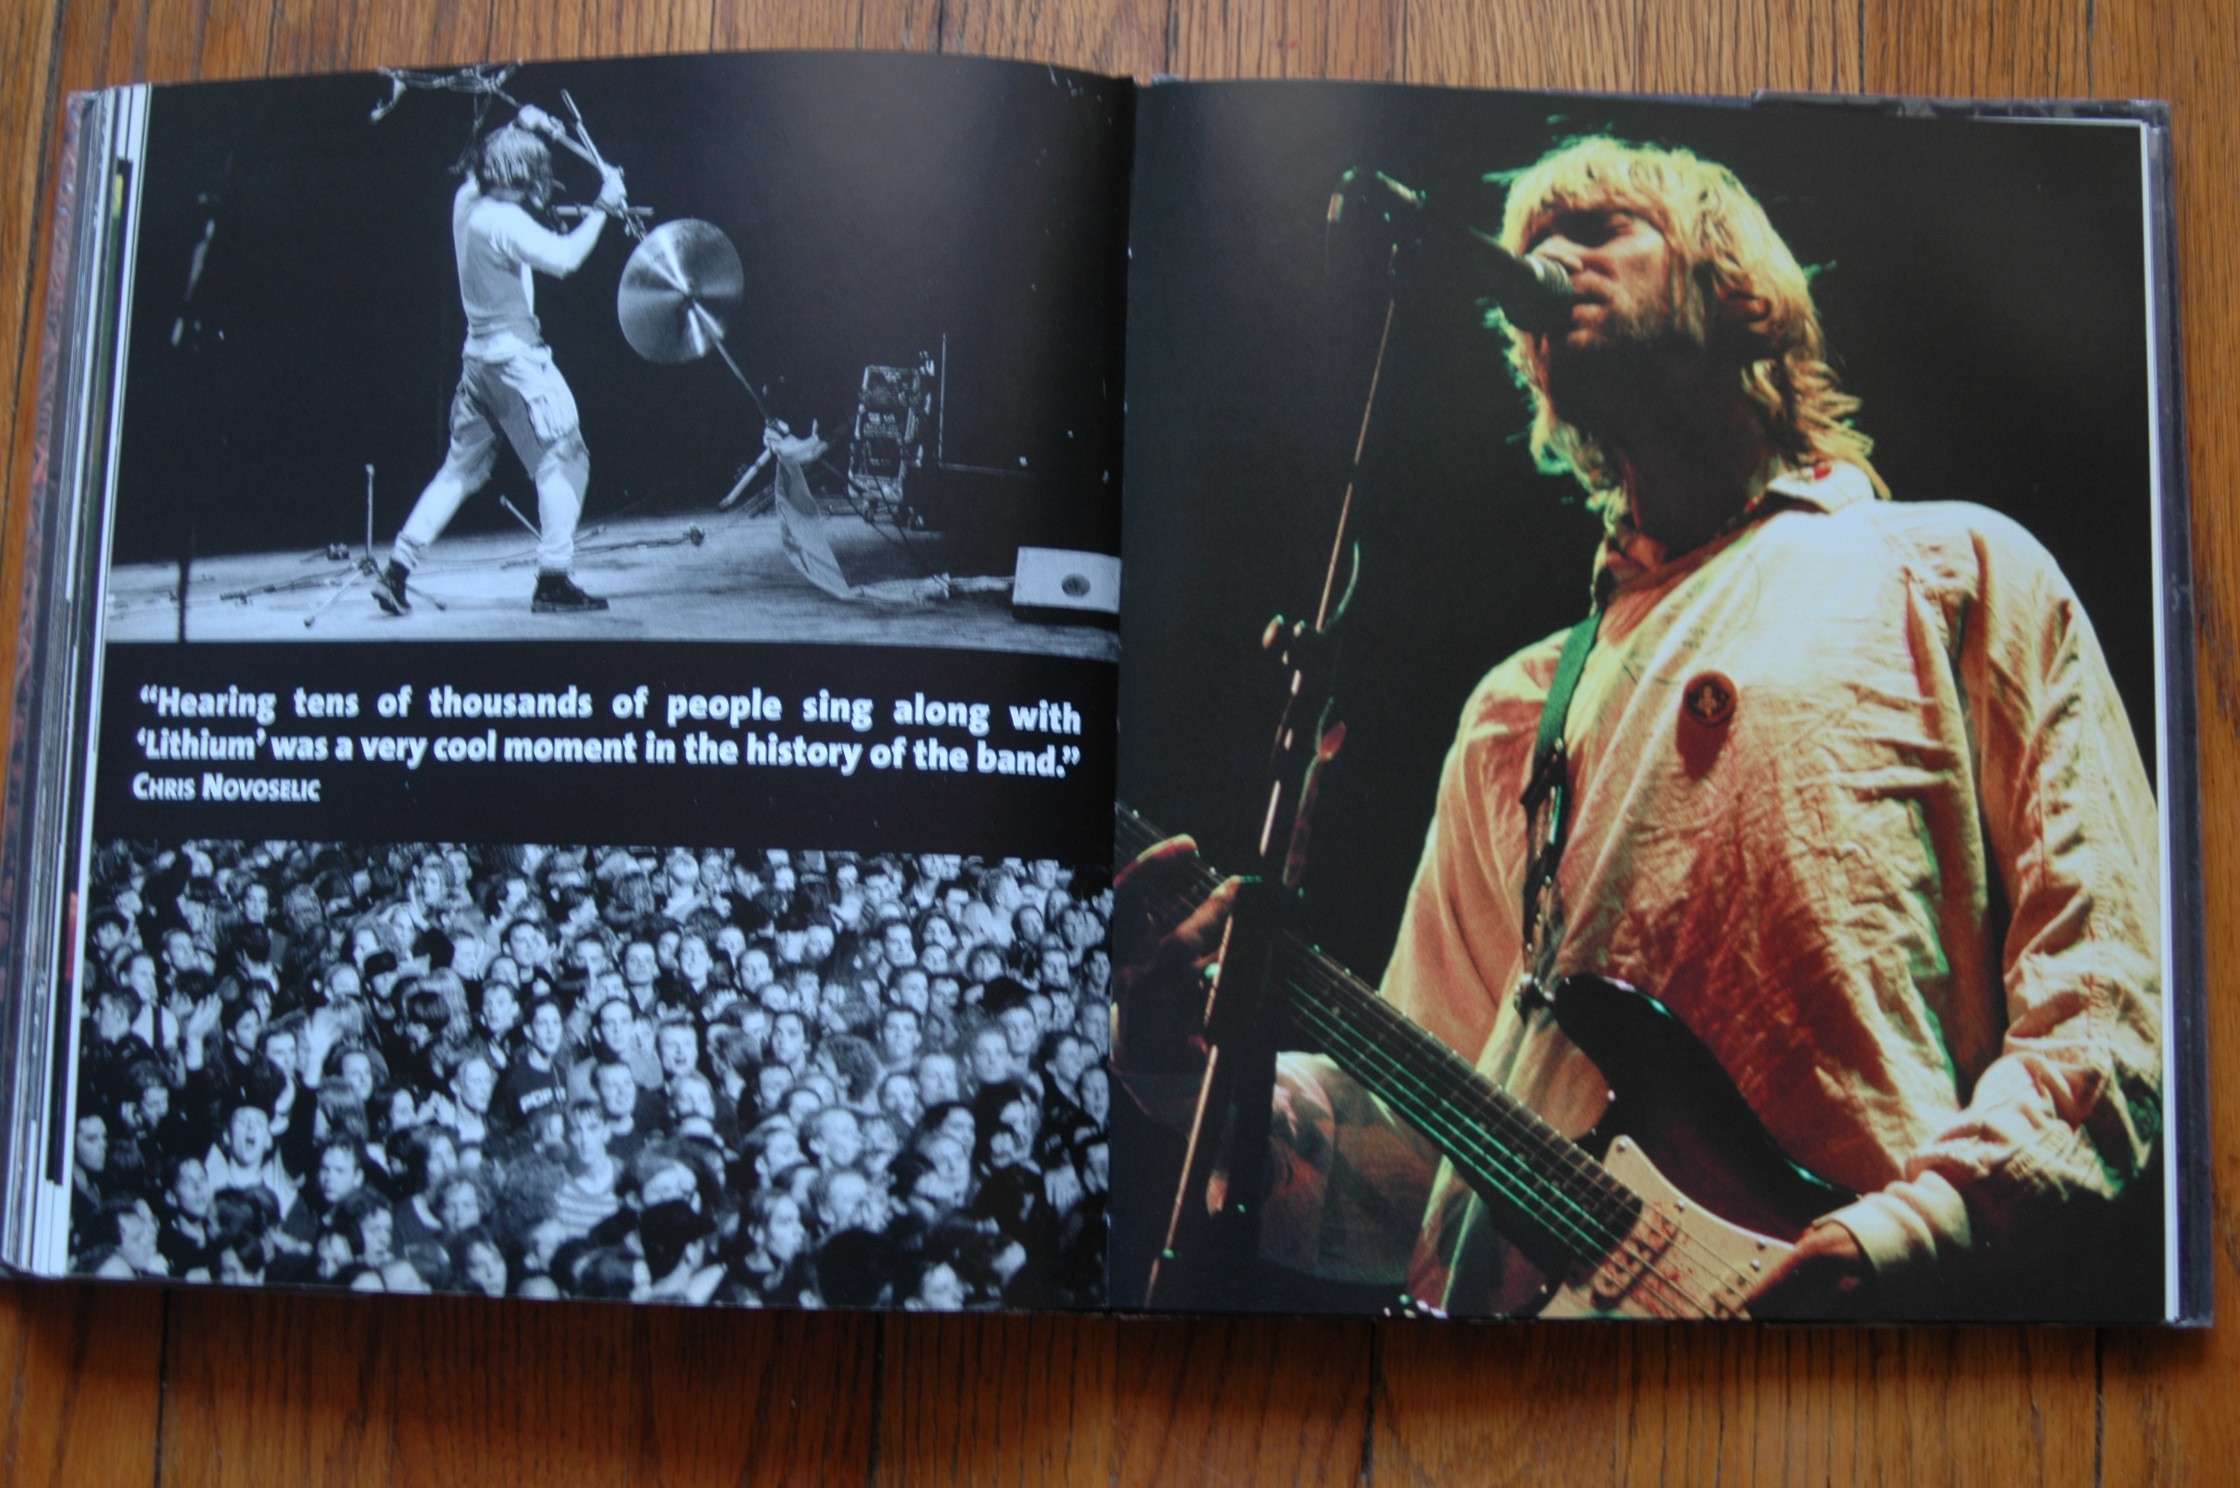 “Hearing tens of thousands of people sing along with
‘Lithium’ was a very cool moment in the history of the band.”
CHRIS NOVOSELIC